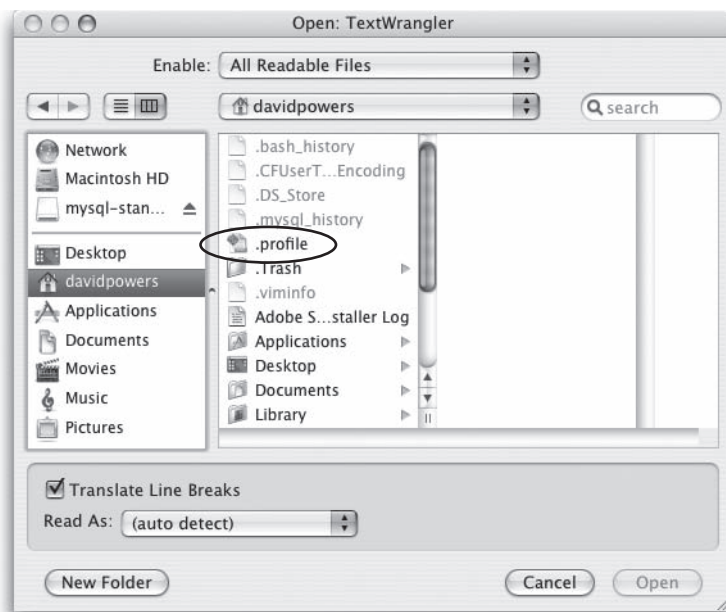 Open: TextWrangler
Enable: All Readable Files
davidpowers
search
Network
Macintosh HD
mysql-stan...
Desktop
davidpowers
Applications
Documents
Movies
Music
Pictures
.bash_history
.CFUserT...Encoding
.DS_Store
.mysql_history
.profile
.Trash
.viminfo
Adobe S...staller Log
Applications
Desktop
Documents
Library
Translate Line Breaks
Read As: (auto detect)
New Folder
Cancel
Open